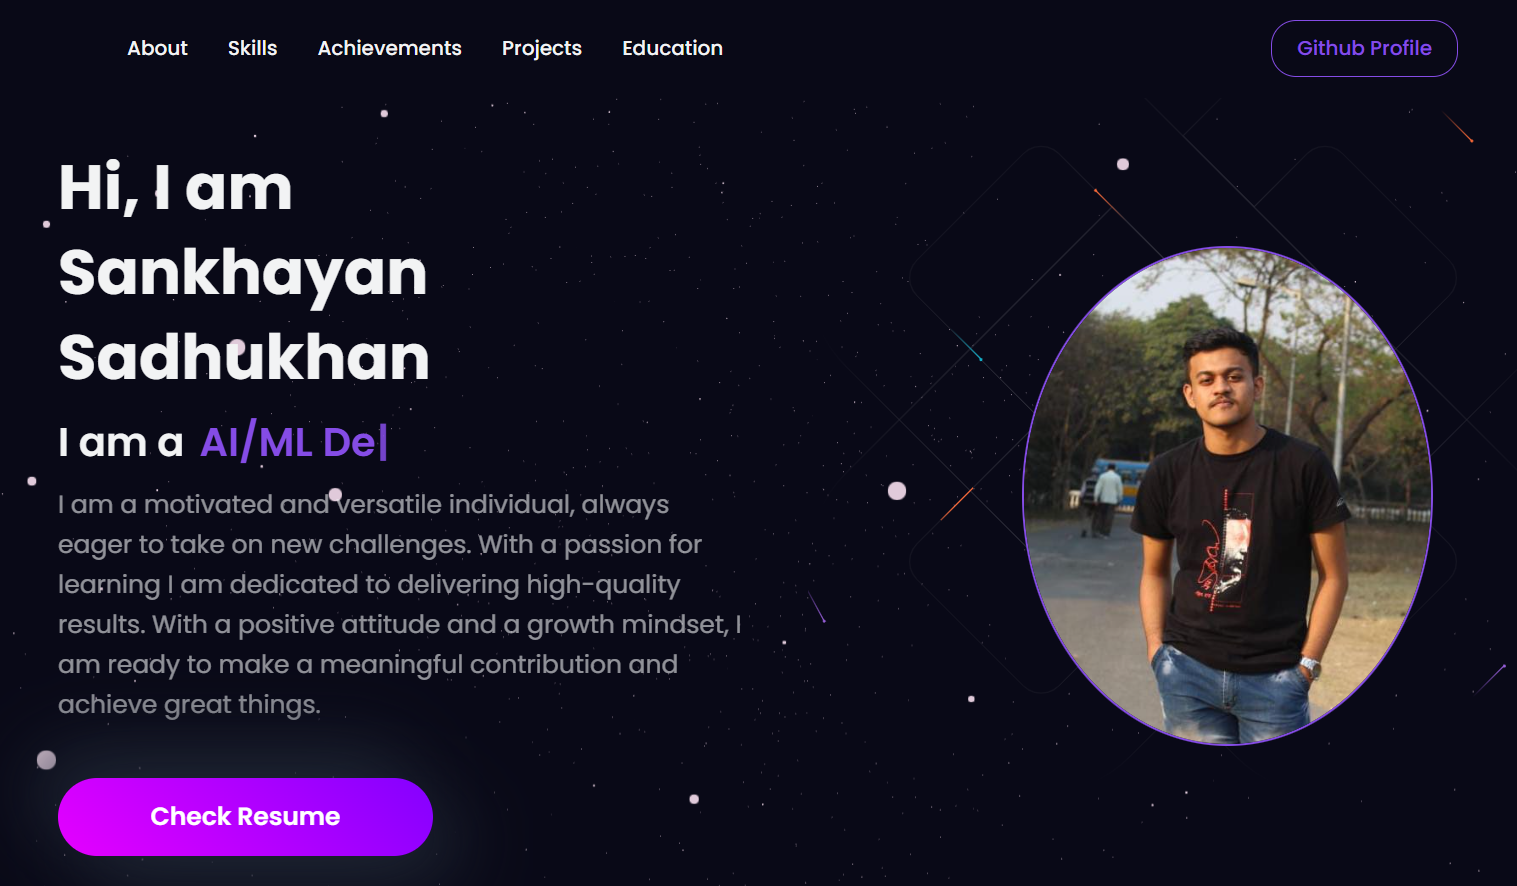 About Skills Achievements Projects Education Github Profile
Hi, I am
Sankhayan
Sadhukhan
I am a AI/ML De|
I am a motivated and versatile individual, always
eager to take on new challenges. With a passion for
learning I am dedicated to delivering high-quality
results. With a positive attitude and a growth mindset, I
am ready to make a meaningful contribution and
achieve great things.
Check Resume